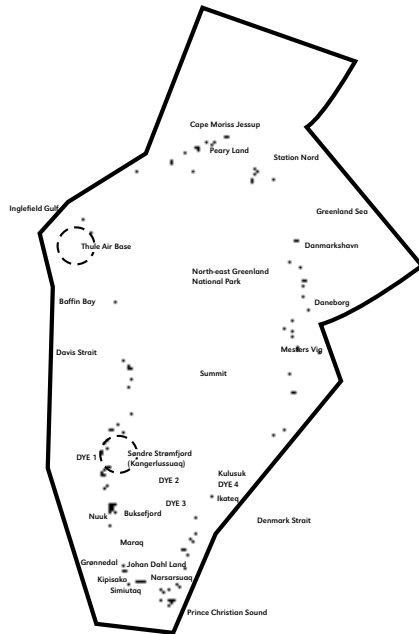 Cape Moriss Jessup
Peary Land
Station Nord
Inglefield Gulf
Greenland Sea
Thule Air Base
Danmarkshavn
North-east Greenland
National Park
Baffin Bay
Daneborg
Davis Strait
Mesters Vig
Summit
DYE 1
Søndre Strømfjord
(Kangerlussuaq)
Kulusuk
DYE 2
DYE 4
Ikateq
DYE 3
Nuuk
Buksefjord
Denmark Strait
Maraq
Grønnedal
Johan Dahl Land
Kipisako
Narsarsuaq
Simiutaq
Prince Christian Sound